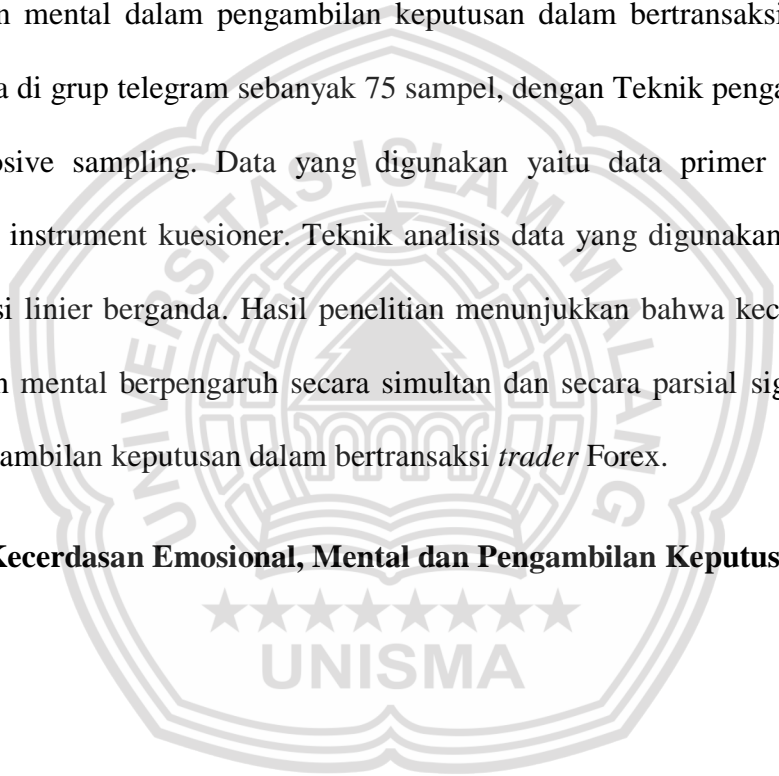 n mental dalam pengambilan keputusan dalam bertransaksi
a di grup telegram sebanyak 75 sampel, dengan Teknik penga
osive sampling. Data yang digunakan yaitu data primer
instrument kuesioner. Teknik analisis data yang digunakan
si linier berganda. Hasil penelitian menunjukkan bahwa kec
n mental berpengaruh secara simultan dan secara parsial sig
ambilan keputusan dalam bertransaksi trader Forex.
Kecerdasan Emosional, Mental dan Pengambilan Keputus
UNIVERSITAS ISLAM MALANG
UNISMA